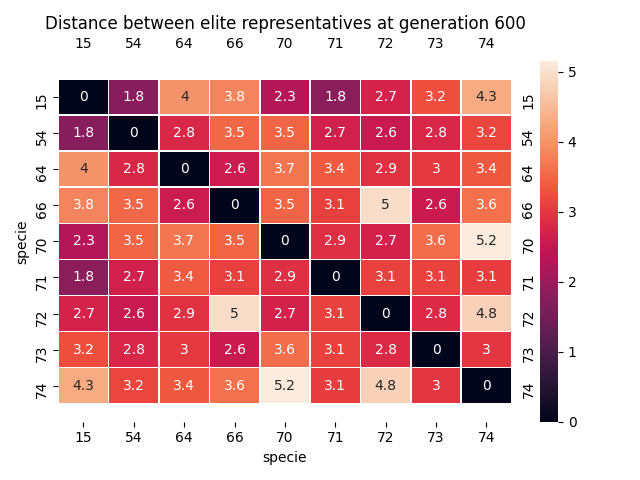 Distance between elite representatives at generation 600
15 54 64 66 70 71 72 73 74
15 0 1.8 4 3.8 2.3 1.8 2.7 3.2 4.3 15
54 1.8 0 2.8 3.5 3.5 2.7 2.6 2.8 3.2 54
64 4 2.8 0 2.6 3.7 3.4 2.9 3 3.4 64
66 3.8 3.5 2.6 0 3.5 3.1 5 2.6 3.6 66
70 2.3 3.5 3.7 3.5 0 2.9 2.7 3.6 5.2 70
71 1.8 2.7 3.4 3.1 2.9 0 3.1 3.1 3.1 71
72 2.7 2.6 2.9 5 2.7 3.1 0 2.8 4.8 72
73 3.2 2.8 3 2.6 3.6 3.1 2.8 0 3 73
74 4.3 3.2 3.4 3.6 5.2 3.1 4.8 3 0 74
15 54 64 66 70 71 72 73 74
specie
specie
5
4
3
2
1
0